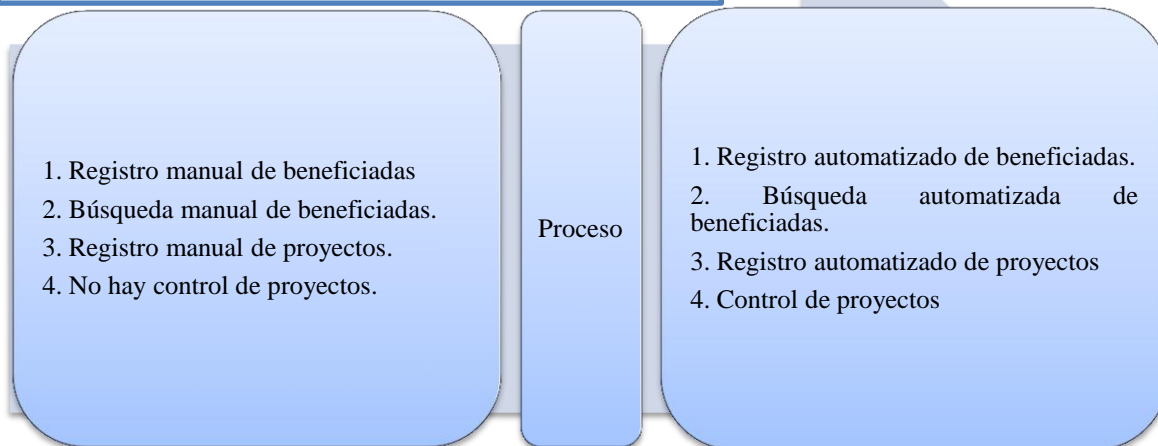 1. Registro manual de beneficiadas
2. Búsqueda manual de beneficiadas.
3. Registro manual de proyectos.
4. No hay control de proyectos.
Proceso
1. Registro automatizado de beneficiadas.
2. Búsqueda automatizada de
beneficiadas.
3. Registro automatizado de proyectos
4. Control de proyectos